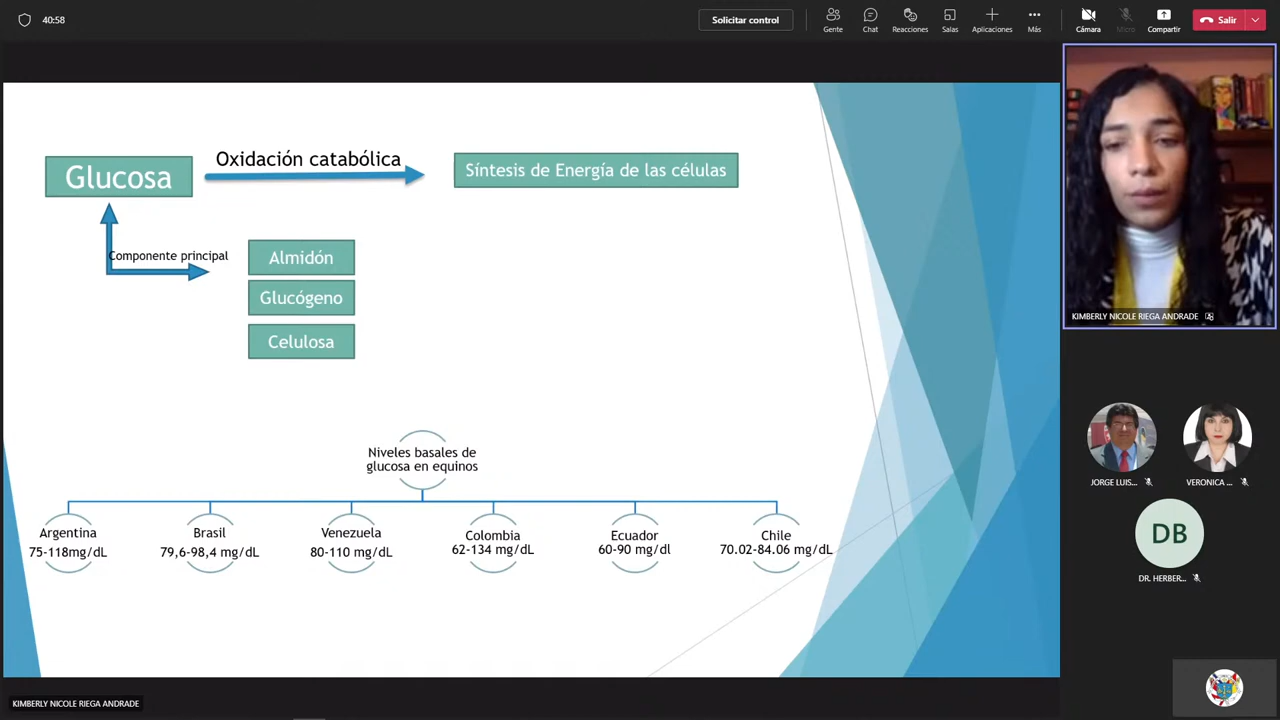 40:58
Solicitar control
Gente
Chat
Reacciones
Salas
Aplicaciones
Más
Cámara
Micro
Compartir
Salir
Glucosa
Oxidación catabólica
Síntesis de Energía de las células
Componente principal
Almidón
Glucógeno
Celulosa
Niveles basales de
glucosa en equinos
Argentina
75-118mg/dL
Brasil
79,6-98,4 mg/dL
Venezuela
80-110 mg/dL
Colombia
62-134 mg/dL
Ecuador
60-90 mg/dl
Chile
70.02-84.06 mg/dL
KIMBERLY NICOLE RIEGA ANDRADE
JORGE LUIS...
VERONICA ...
DB
DR. HERBER...
KIMBERLY NICOLE RIEGA ANDRADE